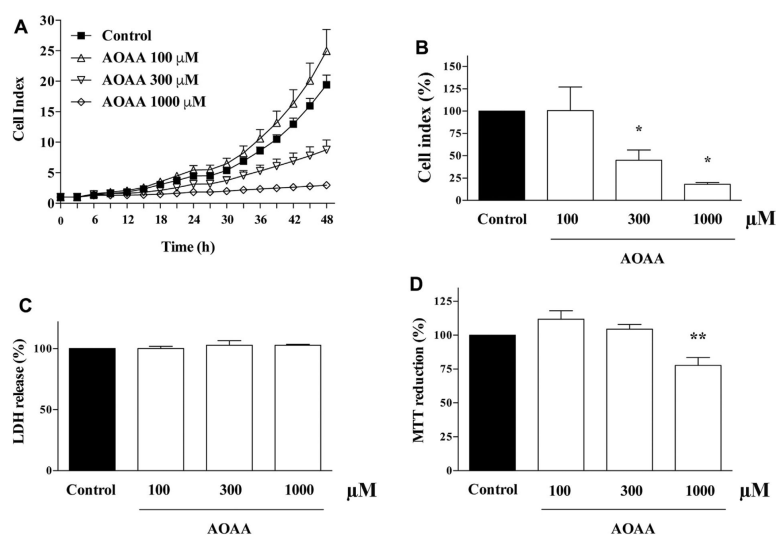 A
Control
AOAA 100 μM
AOAA 300 μM
AOAA 1000 μM
Cell Index
30
25
20
15
10
5
0
0 6 12 18 24 30 36 42 48
Time (h)
B
Cell index (%)
125
100
75
50
25
0
*
*
Control 100 300 1000 μM
AOAA
C
LDH release (%)
100
50
0
Control 100 300 1000 μM
AOAA
D
MTT reduction (%)
125
100
75
50
25
0
**
Control 100 300 1000 μM
AOAA